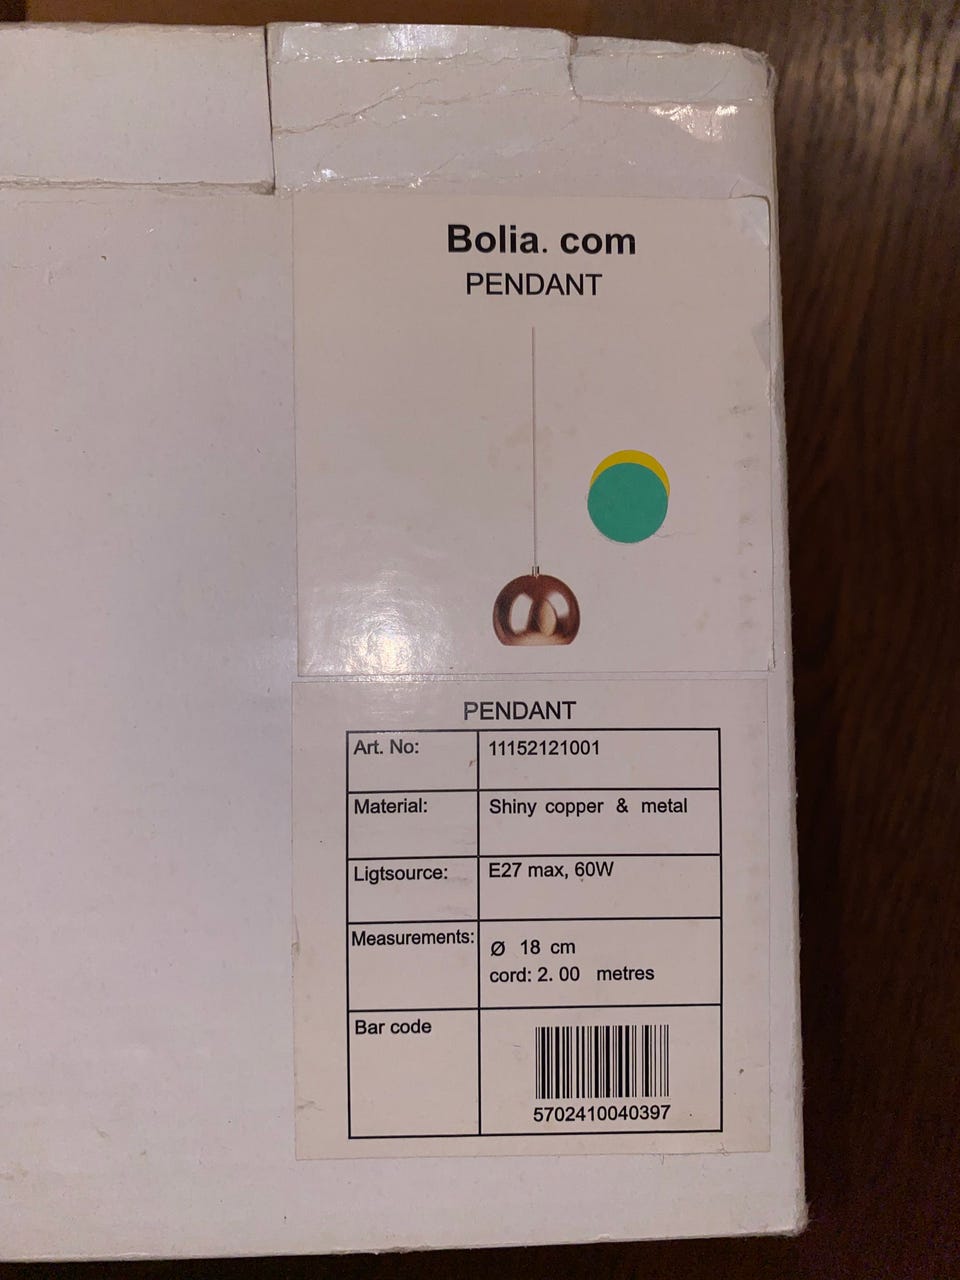 Bolia. com
PENDANT
PENDANT
Art. No: 11152121001
Material: Shiny copper & metal
Ligtsource: E27 max, 60W
Measurements: Ø 18 cm
cord: 2. 00 metres
Bar code
5702410040397